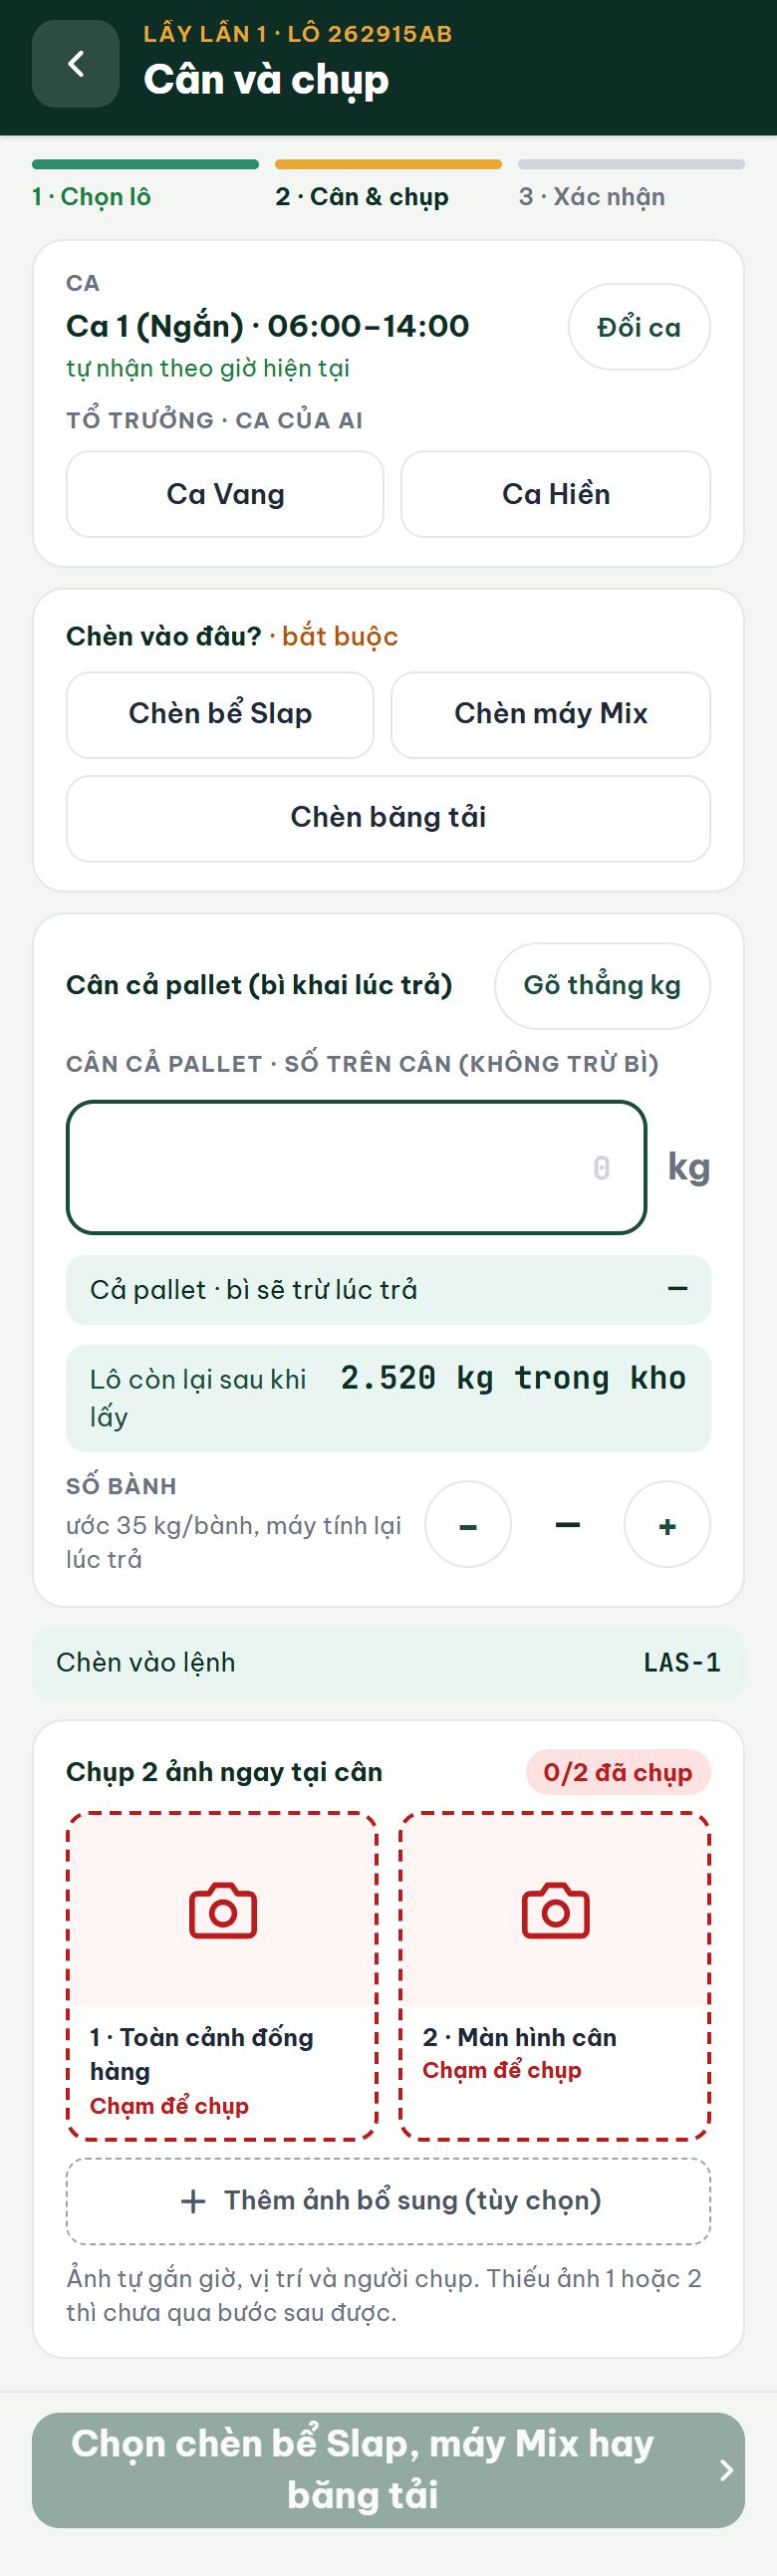 LẤY LẦN 1 · LÔ 262915AB
Cân và chụp
1 · Chọn lô
2 · Cân & chụp
3 · Xác nhận
CA
Ca 1 (Ngắn) · 06:00–14:00
Đổi ca
tự nhận theo giờ hiện tại
TỔ TRƯỞNG · CA CỦA AI
Ca Vang
Ca Hiền
Chèn vào đâu? · bắt buộc
Chèn bể Slap
Chèn máy Mix
Chèn băng tải
Cân cả pallet (bì khai lúc trả)
Gõ thẳng kg
CÂN CẢ PALLET · SỐ TRÊN CÂN (KHÔNG TRỪ BÌ)
0
kg
Cả pallet · bì sẽ trừ lúc trả
—
Lô còn lại sau khi
lấy
2.520 kg trong kho
SỐ BÀNH
ước 35 kg/bành, máy tính lại
lúc trả
−
—
+
Chèn vào lệnh
LAS-1
Chụp 2 ảnh ngay tại cân
0/2 đã chụp
1 · Toàn cảnh đống
hàng
Chạm để chụp
2 · Màn hình cân
Chạm để chụp
+ Thêm ảnh bổ sung (tùy chọn)
Ảnh tự gắn giờ, vị trí và người chụp. Thiếu ảnh 1 hoặc 2
thì chưa qua bước sau được.
Chọn chèn bể Slap, máy Mix hay
băng tải